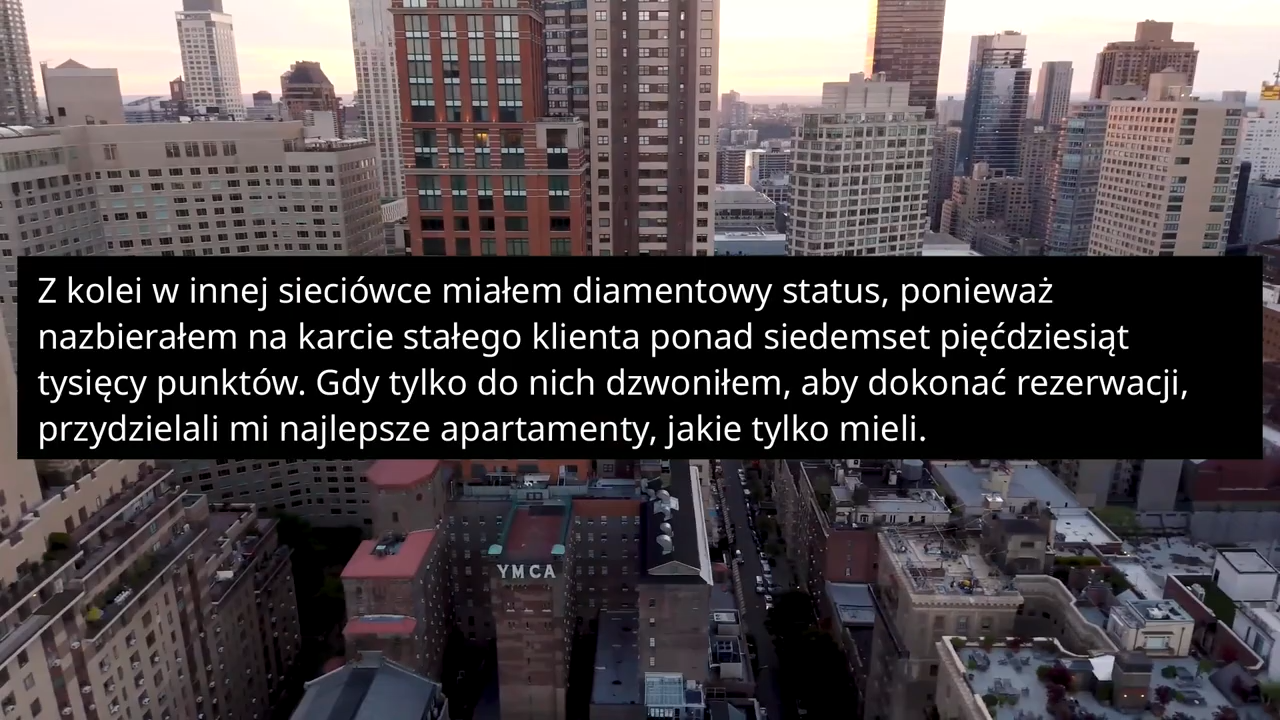 Z kolei w innej sieciówce miałem diamentowy status, ponieważ
nazbierałem na karcie stałego klienta ponad siedemset pięćdziesiąt
tysięcy punktów. Gdy tylko do nich dzwoniłem, aby dokonać rezerwacji,
przydzielali mi najlepsze apartamenty, jakie tylko mieli.
YMCA